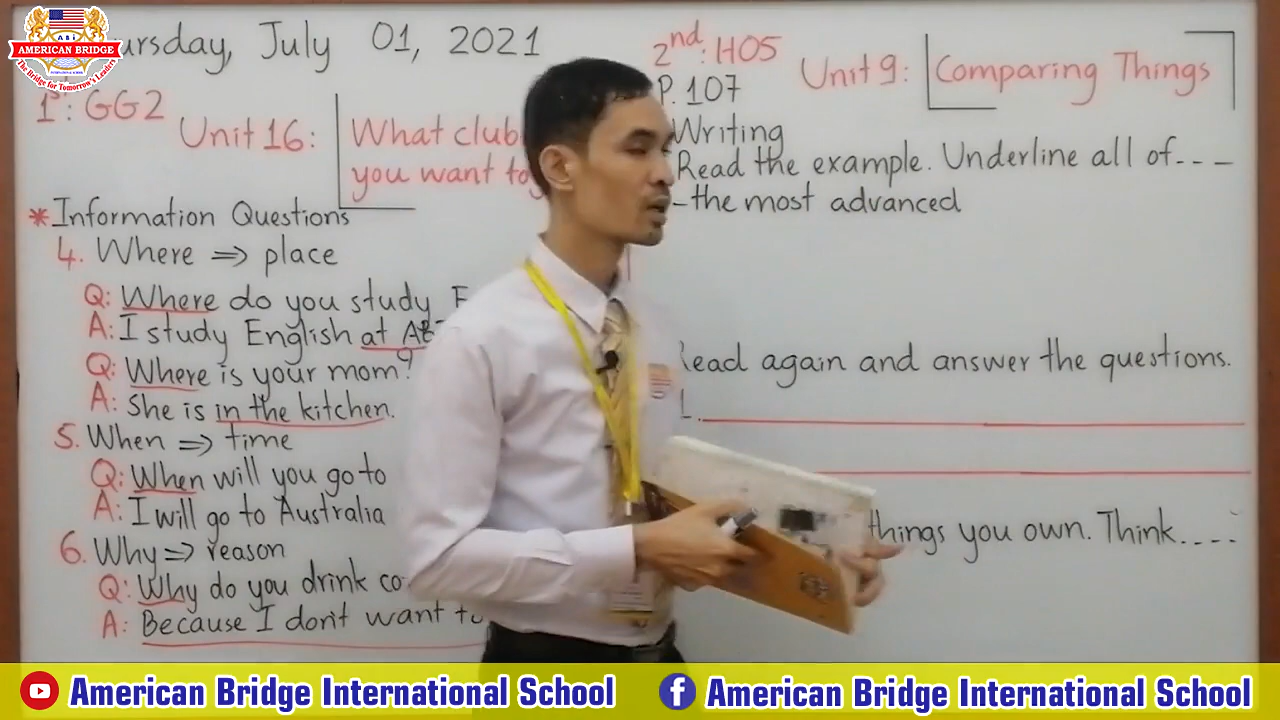 AMERICAN BRIDGE
INTERNATIONAL SCHOOL
The Bridge for Tomorrow's Leaders
July 01, 2021
1st: GG2
Unit 16:
What club
you want to
*Information Questions
4. Where ⇒ place
Q: Where do you study
A: I study English at
Q: Where is your mom?
A: She is in the kitchen.
5. When ⇒ time
Q: When will you go to
A: I will go to Australia
6. Why ⇒ reason
Q: Why do you drink
A: Because I don't want
2nd: HO5
P. 107
Unit 9: Comparing Things
Writing
Read the example. Underline all of----
-the most advanced
again and answer the questions.
things you own. Think....
American Bridge International School
American Bridge International School